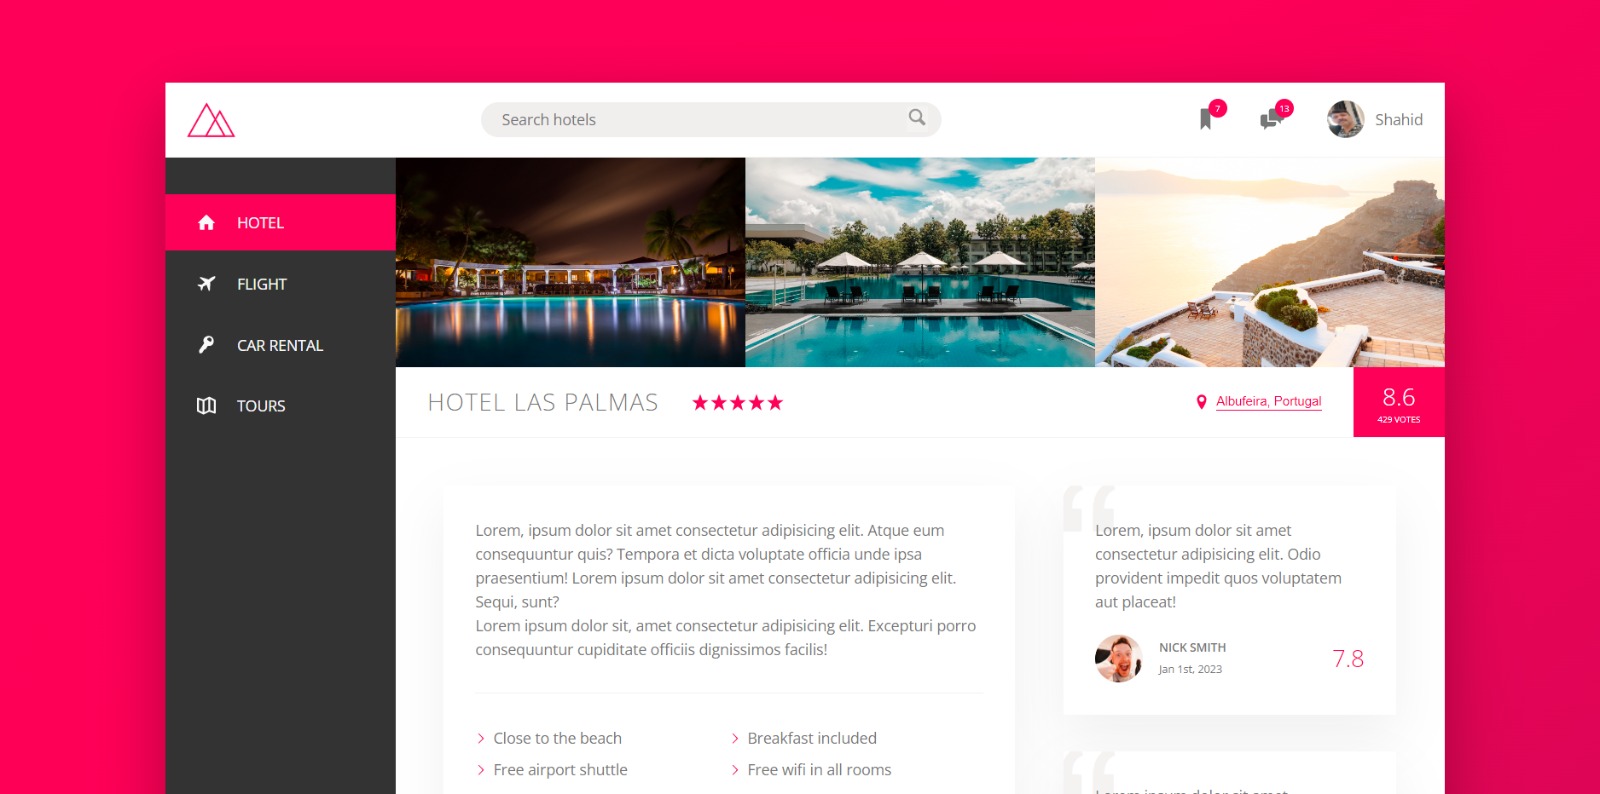 Search hotels
7
13
Shahid
HOTEL
FLIGHT
CAR RENTAL
TOURS
HOTEL LAS PALMAS
Albufeira, Portugal
8.6
429 VOTES
Lorem, ipsum dolor sit amet consectetur adipisicing elit. Atque eum
consequuntur quis? Tempora et dicta voluptate officia unde ipsa
praesentium! Lorem ipsum dolor sit amet consectetur adipisicing elit.
Sequi, sunt?
Lorem ipsum dolor sit, amet consectetur adipisicing elit. Excepturi porro
consequuntur cupiditate officiis dignissimos facilis!
Close to the beach
Breakfast included
Free airport shuttle
Free wifi in all rooms
“
Lorem, ipsum dolor sit amet
consectetur adipisicing elit. Odio
provident impedit quos voluptatem
aut placeat!
NICK SMITH
Jan 1st, 2023
7.8
“